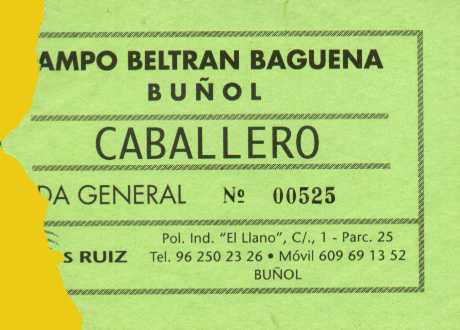 AMPO BELTRAN BAGUENA
BUÑOL
CABALLERO
DA GENERAL Nº 00525
S RUIZ
Pol. Ind. "El Llano", C/., 1 - Parc. 25
Tel. 96 250 23 26 • Móvil 609 69 13 52
BUÑOL